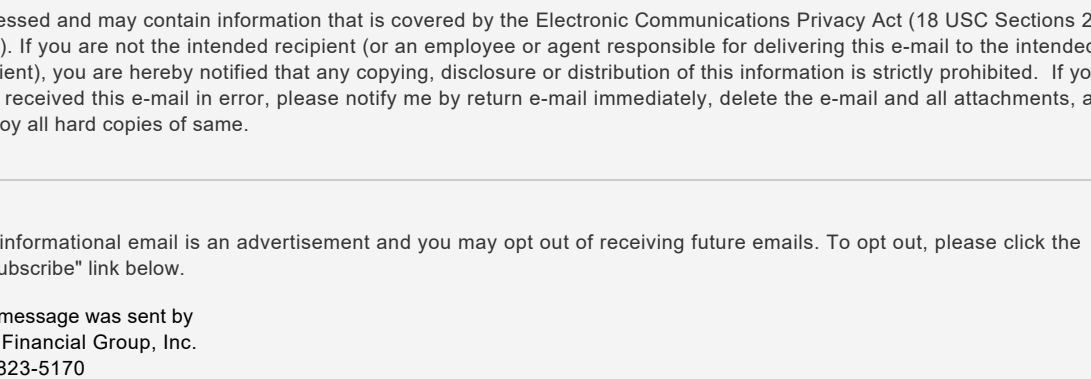 essed and may contain information that is covered by the Electronic Communications Privacy Act (18 USC Sections 2
). If you are not the intended recipient (or an employee or agent responsible for delivering this e-mail to the intended
ient), you are hereby notified that any copying, disclosure or distribution of this information is strictly prohibited.  If yo
received this e-mail in error, please notify me by return e-mail immediately, delete the e-mail and all attachments, a
oy all hard copies of same.
informational email is an advertisement and you may opt out of receiving future emails. To opt out, please click the
ubscribe" link below.
message was sent by
Financial Group, Inc.
323-5170